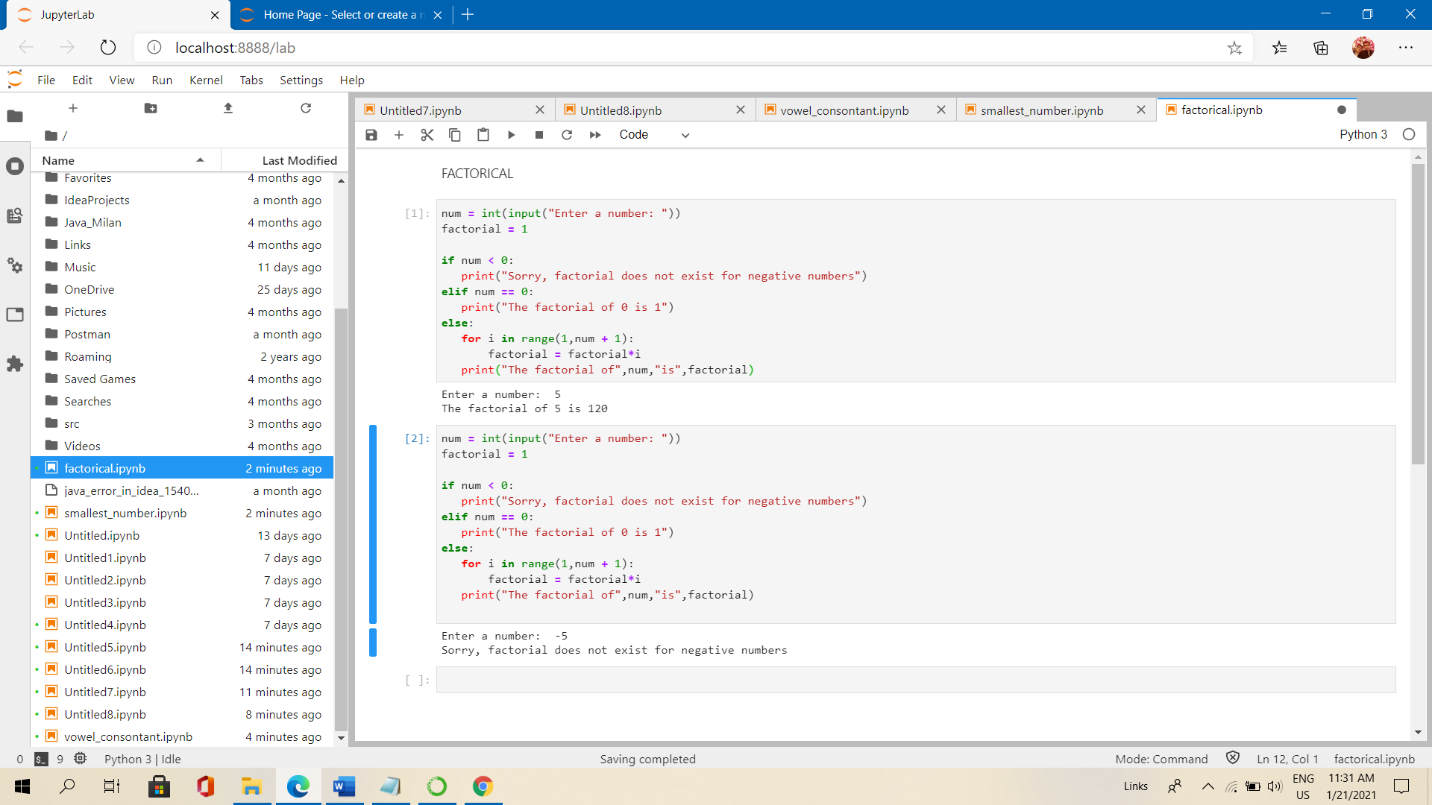 JupyterLab
Home Page - Select or create a n
localhost:8888/lab
File Edit View Run Kernel Tabs Settings Help
Untitled7.ipynb
Untitled8.ipynb
vowel_consontant.ipynb
smallest_number.ipynb
factorical.ipynb
/
Code
Python 3
Name Last Modified
Favorites 4 months ago
IdeaProjects a month ago
Java_Milan 4 months ago
Links 4 months ago
Music 11 days ago
OneDrive 25 days ago
Pictures 4 months ago
Postman a month ago
Roaming 2 years ago
Saved Games 4 months ago
Searches 4 months ago
src 3 months ago
Videos 4 months ago
factorical.ipynb 2 minutes ago
java_error_in_idea_1540... a month ago
smallest_number.ipynb 2 minutes ago
Untitled.ipynb 13 days ago
Untitled1.ipynb 7 days ago
Untitled2.ipynb 7 days ago
Untitled3.ipynb 7 days ago
Untitled4.ipynb 7 days ago
Untitled5.ipynb 14 minutes ago
Untitled6.ipynb 14 minutes ago
Untitled7.ipynb 11 minutes ago
Untitled8.ipynb 8 minutes ago
vowel_consontant.ipynb 4 minutes ago
FACTORICAL
[1]: num = int(input("Enter a number: "))
factorial = 1
if num < 0:
print("Sorry, factorial does not exist for negative numbers")
elif num == 0:
print("The factorial of 0 is 1")
else:
for i in range(1,num + 1):
factorial = factorial*i
print("The factorial of",num,"is",factorial)
Enter a number: 5
The factorial of 5 is 120
[2]: num = int(input("Enter a number: "))
factorial = 1
if num < 0:
print("Sorry, factorial does not exist for negative numbers")
elif num == 0:
print("The factorial of 0 is 1")
else:
for i in range(1,num + 1):
factorial = factorial*i
print("The factorial of",num,"is",factorial)
Enter a number: -5
Sorry, factorial does not exist for negative numbers
[ ]:
0 $_ 9 Python 3 | Idle Saving completed Mode: Command Ln 12, Col 1 factorical.ipynb
Links
ENG
US
11:31 AM
1/21/2021